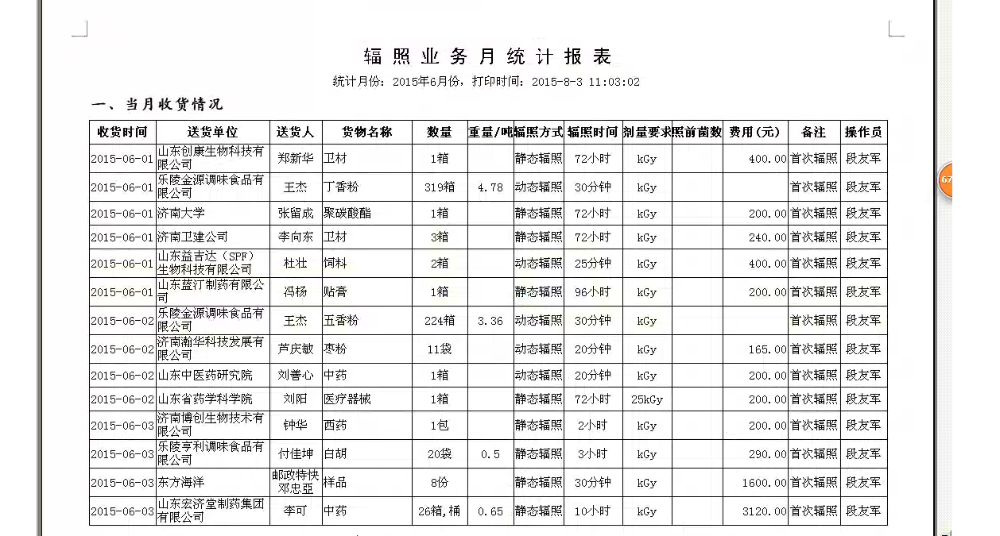 辐照业务月统计报表
统计月份: 2015年6月份, 打印时间: 2015-8-3 11:03:02
一、当月收货情况
收货时间 送货单位 送货人 货物名称 数量 重量/吨 辐照方式 辐照时间 剂量要求 照前菌数 费用(元) 备注 操作员
2015-06-01 山东创康生物科技有限公司 郑新华 卫材 1箱 静态辐照 72小时 kGy 400.00 首次辐照 段友军
2015-06-01 乐陵金源调味食品有限公司 王杰 丁香粉 319箱 4.78 动态辐照 30分钟 kGy 首次辐照 段友军
2015-06-01 济南大学 张留成 聚碳酸酯 1箱 静态辐照 72小时 kGy 200.00 首次辐照 段友军
2015-06-01 济南卫建公司 李向东 卫材 3箱 静态辐照 72小时 kGy 240.00 首次辐照 段友军
2015-06-01 山东益吉达（SPF）生物科技有限公司 杜壮 饲料 2箱 动态辐照 25分钟 kGy 400.00 首次辐照 段友军
2015-06-01 山东蓝汀制药有限公司 冯杨 贴膏 1箱 静态辐照 96小时 kGy 200.00 首次辐照 段友军
2015-06-02 乐陵金源调味食品有限公司 王杰 五香粉 224箱 3.36 动态辐照 30分钟 kGy 首次辐照 段友军
2015-06-02 济南瀚华科技发展有限公司 芦庆敏 枣粉 11袋 动态辐照 20分钟 kGy 165.00 首次辐照 段友军
2015-06-02 山东中医药研究院 刘善心 中药 1箱 动态辐照 20分钟 kGy 200.00 首次辐照 段友军
2015-06-02 山东省药学科学院 刘阳 医疗器械 1箱 静态辐照 72小时 25kGy 200.00 首次辐照 段友军
2015-06-03 济南博创生物技术有限公司 钟华 西药 1包 静态辐照 2小时 kGy 200.00 首次辐照 段友军
2015-06-03 乐陵亨利调味食品有限公司 付佳坤 白胡 20袋 0.5 静态辐照 3小时 kGy 290.00 首次辐照 段友军
2015-06-03 东方海洋 邮政特快邓忠亞 样品 8份 静态辐照 30分钟 kGy 1600.00 首次辐照 段友军
2015-06-03 山东宏济堂制药集团有限公司 李可 中药 26箱,桶 0.65 静态辐照 10小时 kGy 3120.00 首次辐照 段友军
67